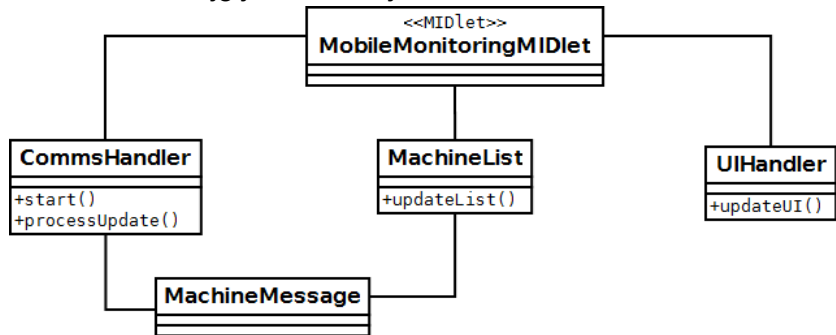 <<MIDlet>>
MobileMonitoringMIDlet
CommsHandler
+start()
+processUpdate()
MachineList
+updateList()
UIHandler
+updateUI()
MachineMessage